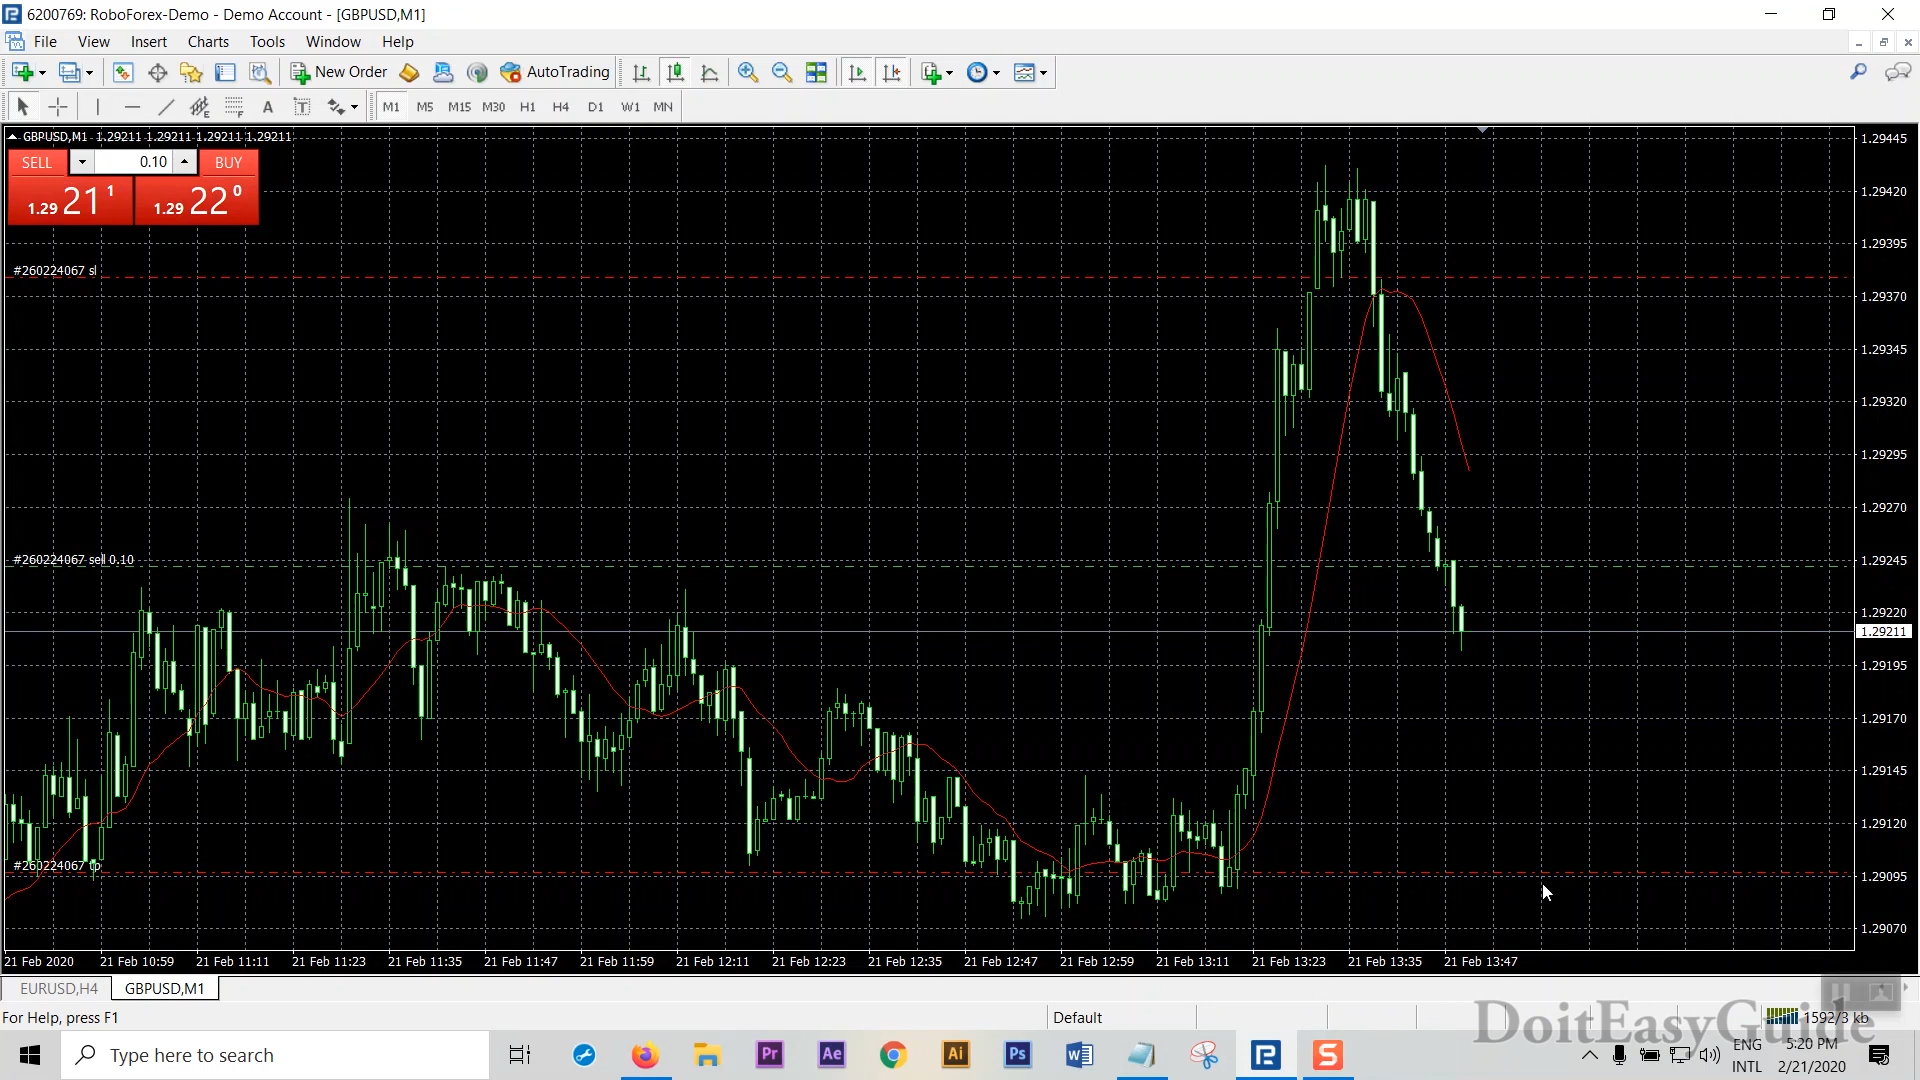 6200769: RoboForex-Demo - Demo Account - [GBPUSD,M1]
File View Insert Charts Tools Window Help
New Order AutoTrading
A T M1 M5 M15 M30 H1 H4 D1 W1 MN
GBPUSD,M1 1.29211 1.29211 1.29211 1.29211
SELL 0.10 BUY
1.29 21 1 1.29 22 0
1.29445
1.29420
1.29395
#260224067 sl
1.29370
1.29345
1.29320
1.29295
1.29270
#260224067 sell 0.10
1.29245
1.29220
1.29211
1.29195
1.29170
1.29145
1.29120
#260224067 tp
1.29095
1.29070
21 Feb 2020 21 Feb 10:59 21 Feb 11:11 21 Feb 11:23 21 Feb 11:35 21 Feb 11:47 21 Feb 11:59 21 Feb 12:11 21 Feb 12:23 21 Feb 12:35 21 Feb 12:47 21 Feb 12:59 21 Feb 13:11 21 Feb 13:23 21 Feb 13:35 21 Feb 13:47
EURUSD,H4 GBPUSD,M1
For Help, press F1 Default 1592/3 kb
DoitEasyGuide
Type here to search Pr Ae Ai Ps W S
ENG 5:20 PM
INTL 2/21/2020